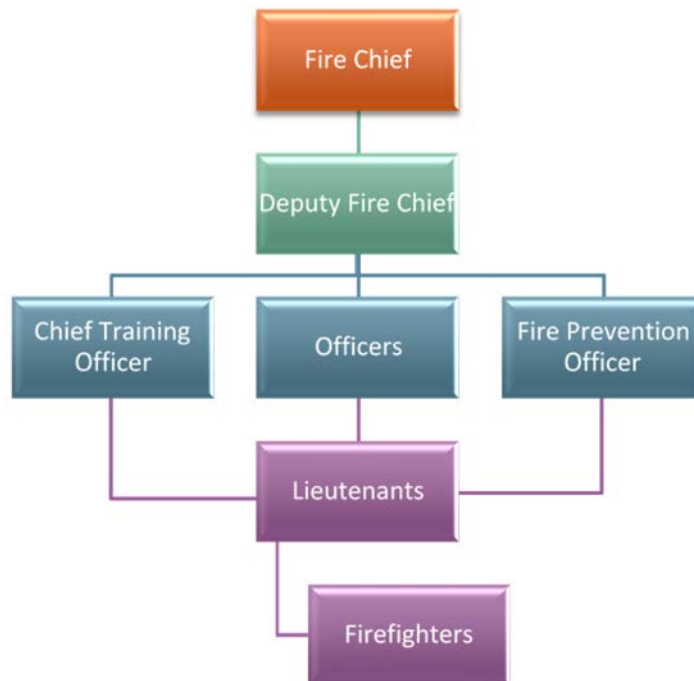 Fire Chief
Deputy Fire Chief
Chief Training
Officer
Officers
Fire Prevention
Officer
Lieutenants
Firefighters